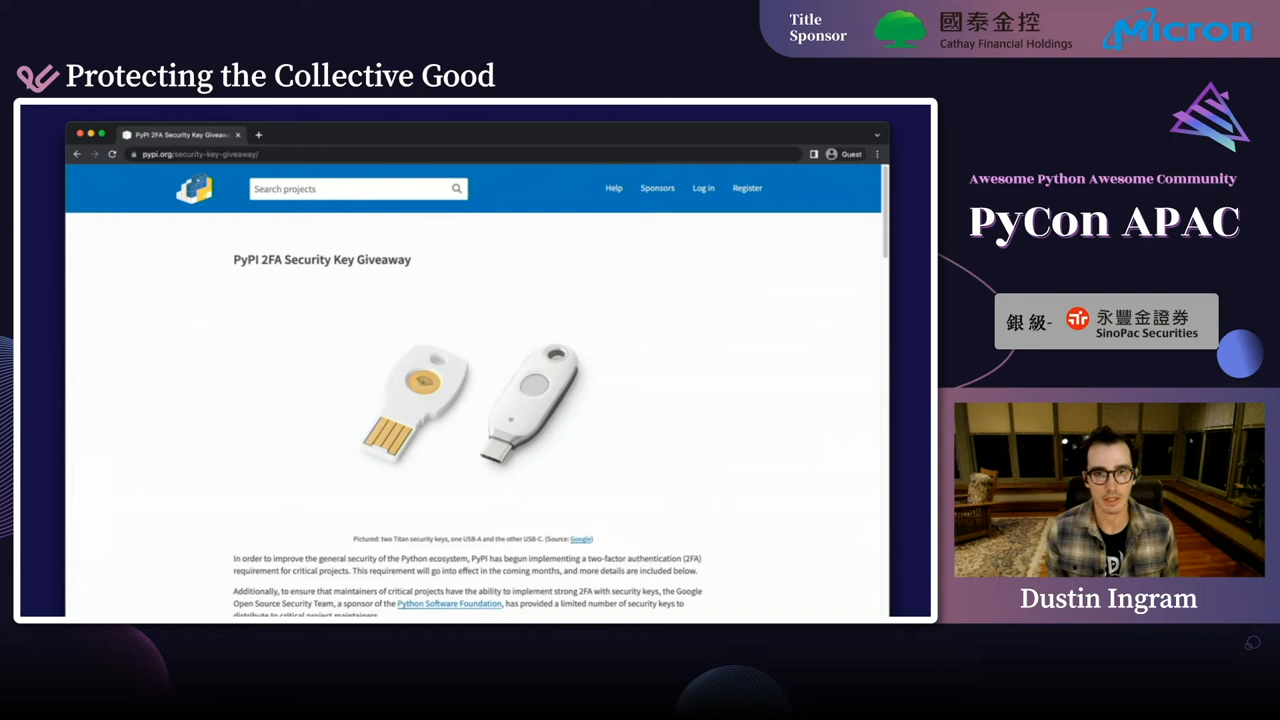 Title
Sponsor
國泰金控
Cathay Financial Holdings
Micron
Protecting the Collective Good
PyPI 2FA Security Key Giveaw
pypi.org/security-key-giveaway/
Guest
Search projects
Help
Sponsors
Log in
Register
PyPI 2FA Security Key Giveaway
Pictured: two Titan security keys, one USB-A and the other USB-C. (Source: Google)
In order to improve the general security of the Python ecosystem, PyPI has begun implementing a two-factor authentication (2FA)
requirement for critical projects. This requirement will go into effect in the coming months, and more details are included below.
Additionally, to ensure that maintainers of critical projects have the ability to implement strong 2FA with security keys, the Google
Open Source Security Team, a sponsor of the Python Software Foundation, has provided a limited number of security keys to
distribute to critical project maintainers.
Awesome Python Awesome Community
PyCon APAC
銀級-
永豐金證券
SinoPac Securities
Dustin Ingram